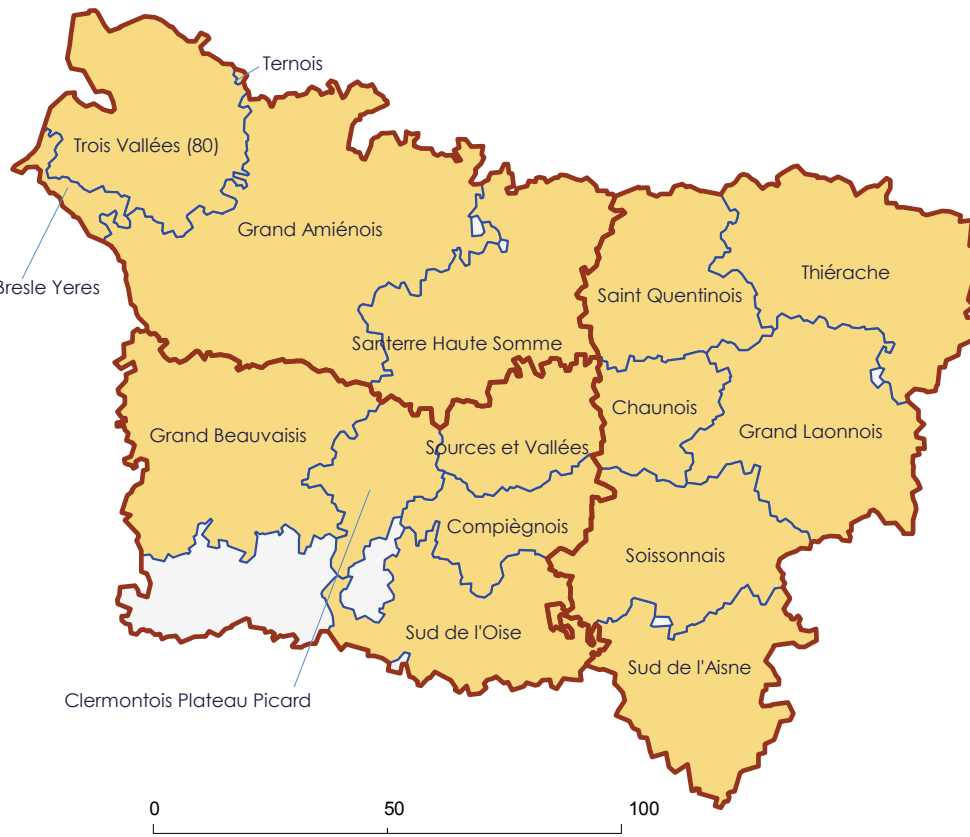 Ternois
Trois Vallées (80)
Grand Amiénois
Bresle Yeres
Thiérache
Saint Quentinois
Santerre Haute Somme
Chaunois
Grand Laonnois
Grand Beauvaisis
Sources et Vallées
Compiègnois
Soissonnais
Sud de l'Oise
Sud de l'Aisne
Clermontois Plateau Picard
0 50 100